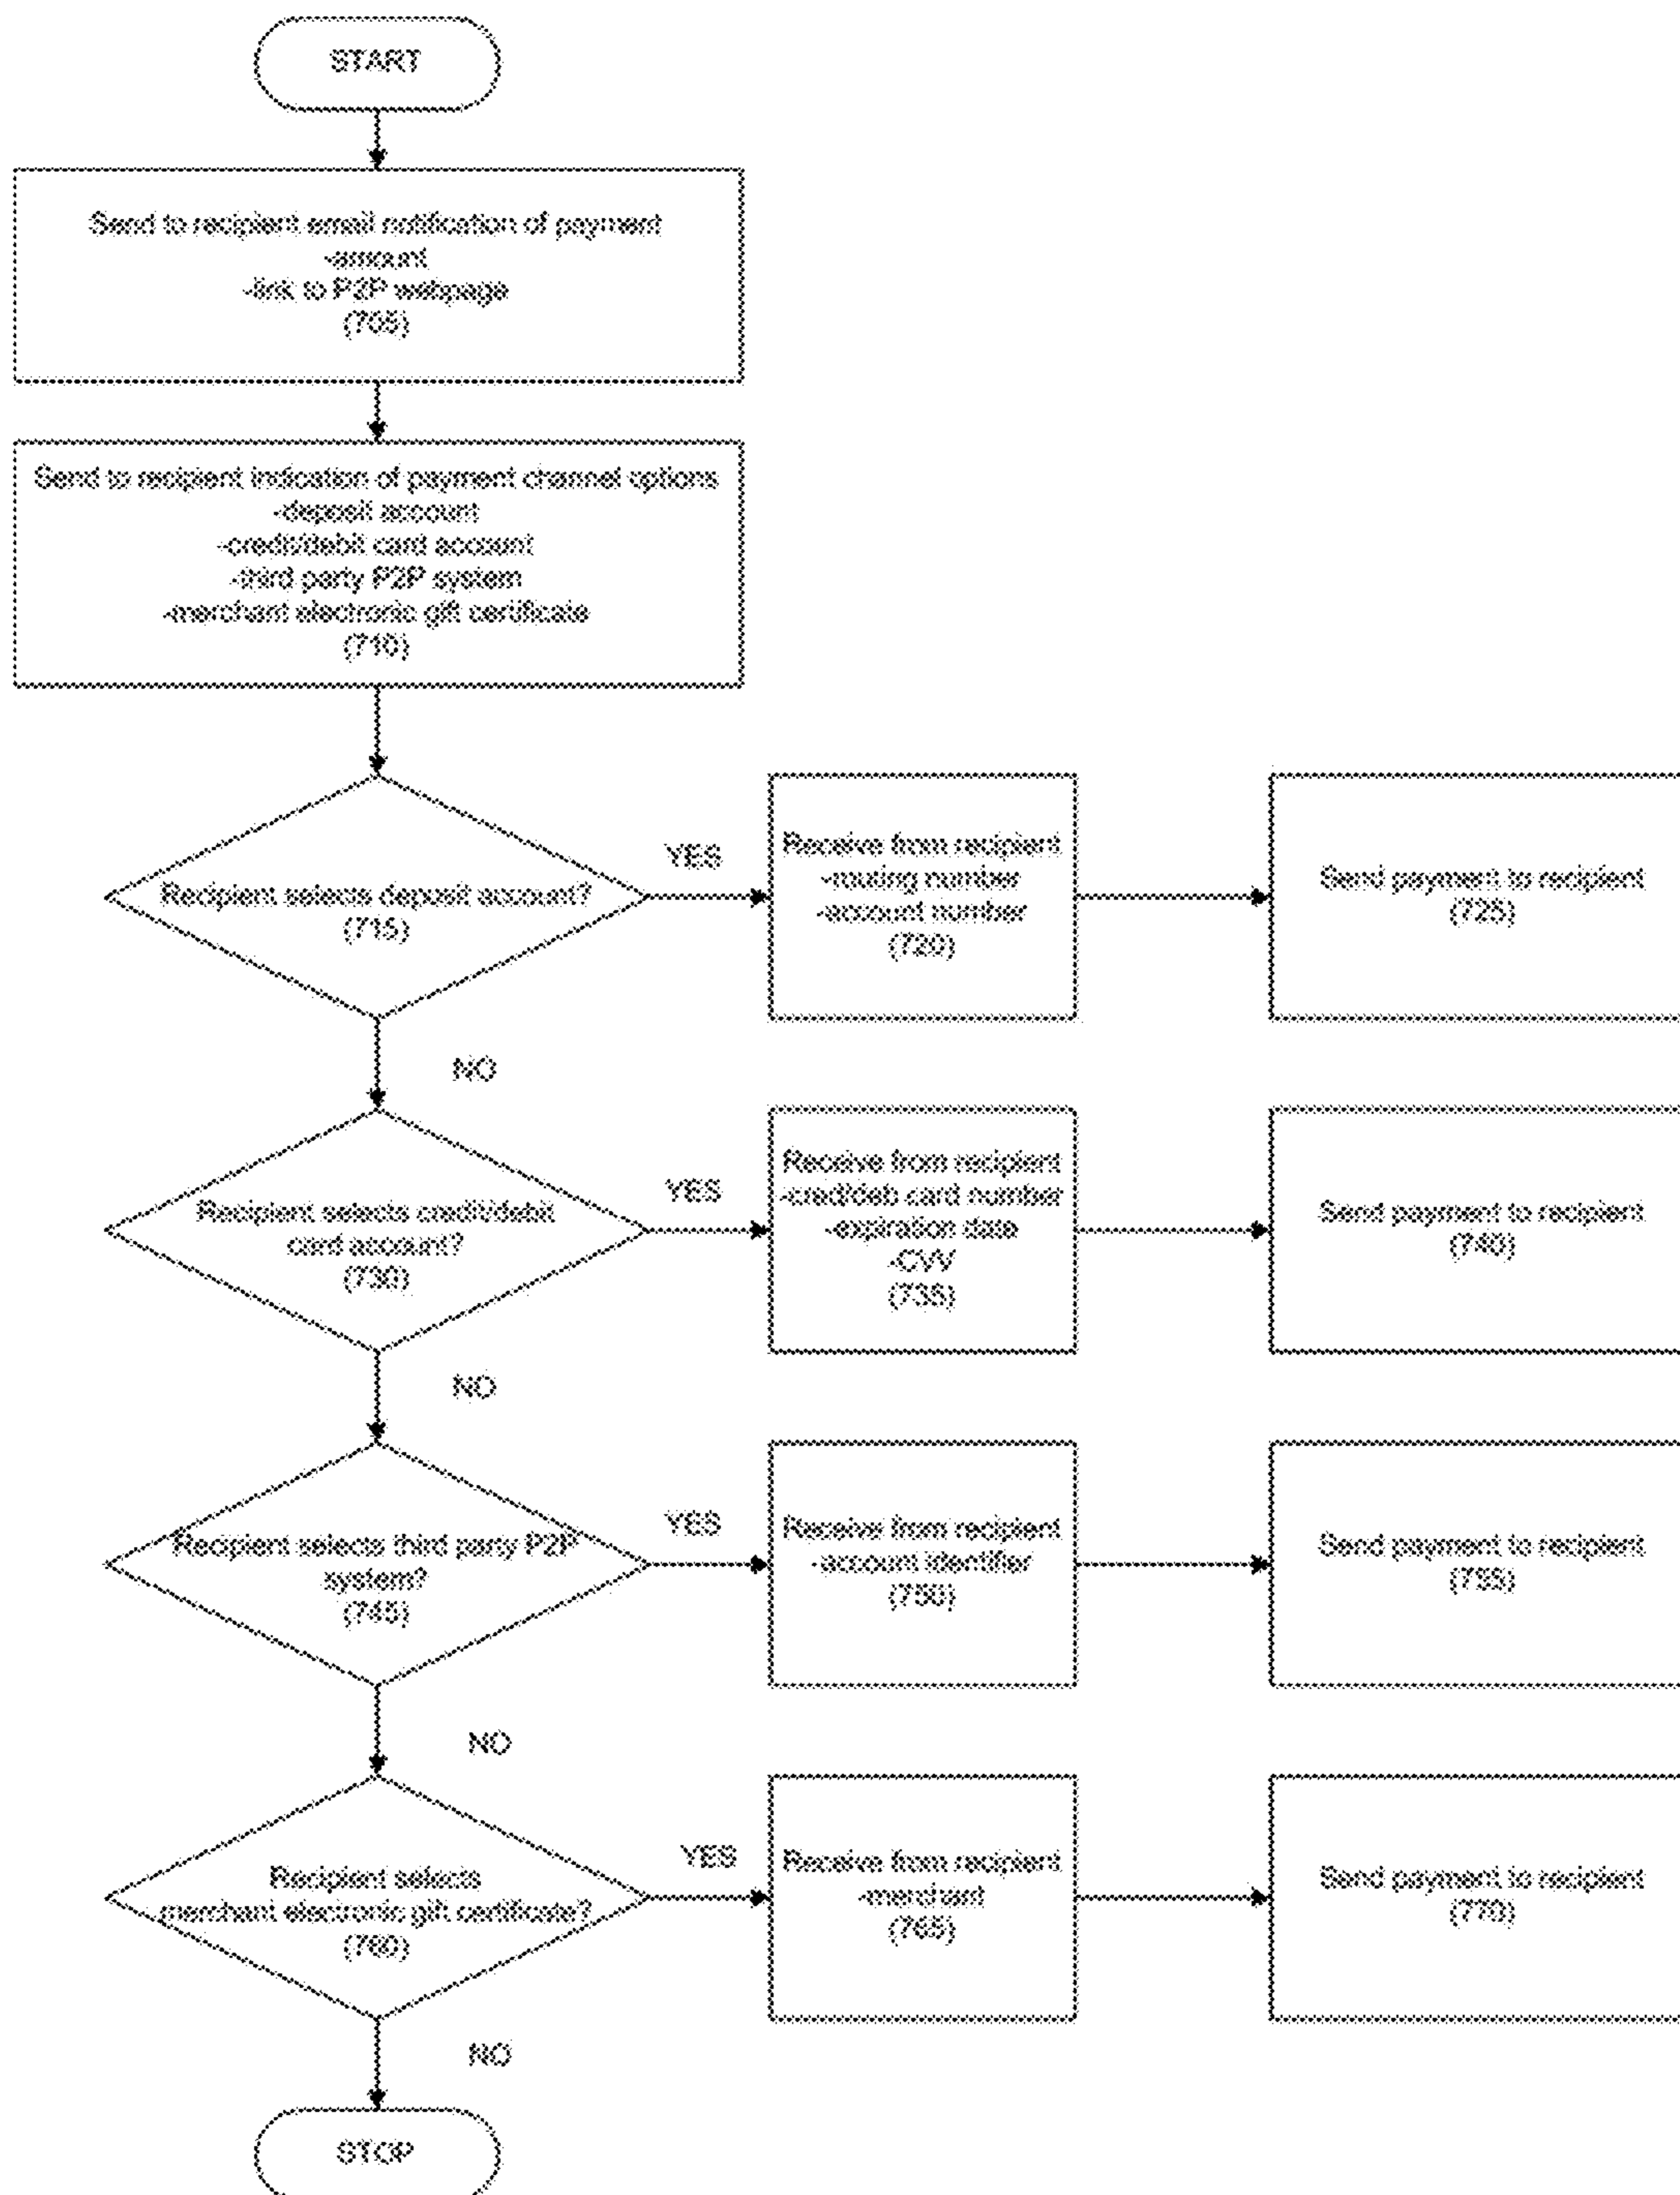 START
Send to recipient email notification of payment
-amount
-link to P2P webpage
(705)
Send to recipient indication of payment channel options
-deposit account
-credit/debit card account
-third party P2P system
-merchant electronic gift certificate
(710)
Recipient selects deposit account?
(715)
YES
Receive from recipient
-routing number
-account number
(720)
Send payment to recipient
(725)
NO
Recipient selects credit/debit
card account?
(730)
YES
Receive from recipient
-cred/deb card number
-expiration date
-CVV
(735)
Send payment to recipient
(740)
NO
Recipient selects third party P2P
system?
(745)
YES
Receive from recipient
-account identifier
(750)
Send payment to recipient
(755)
NO
Recipient selects
merchant electronic gift certificate?
(760)
YES
Receive from recipient
-merchant
(765)
Send payment to recipient
(770)
NO
STOP